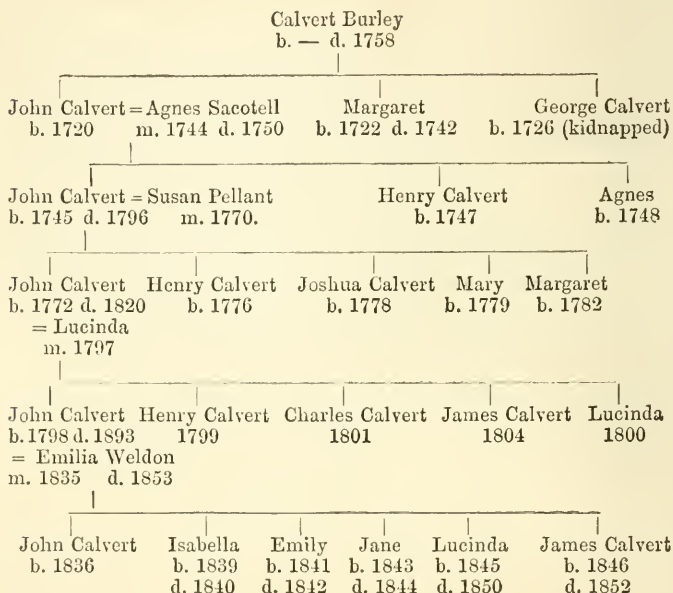 Calvert Burley
b. — d. 1758
John Calvert = Agnes Sacotell Margaret George Calvert
b. 1720 m. 1744 d. 1750 b. 1722 d. 1742 b. 1726 (kidnapped)
John Calvert = Susan Pellant Henry Calvert Agnes
b. 1745 d. 1796 m. 1770. b. 1747 b. 1748
John Calvert Henry Calvert Joshua Calvert Mary Margaret
b. 1772 d. 1820 b. 1776 b. 1778 b. 1779 b. 1782
= Lucinda
m. 1797
John Calvert Henry Calvert Charles Calvert James Calvert Lucinda
b. 1798 d. 1893 1799 1801 1804 1800
= Emilia Weldon
m. 1835 d. 1853
John Calvert Isabella Emily Jane Lucinda James Calvert
b. 1836 b. 1839 b. 1841 b. 1843 b. 1845 b. 1846
d. 1840 d. 1842 d. 1844 d. 1850 d. 1852